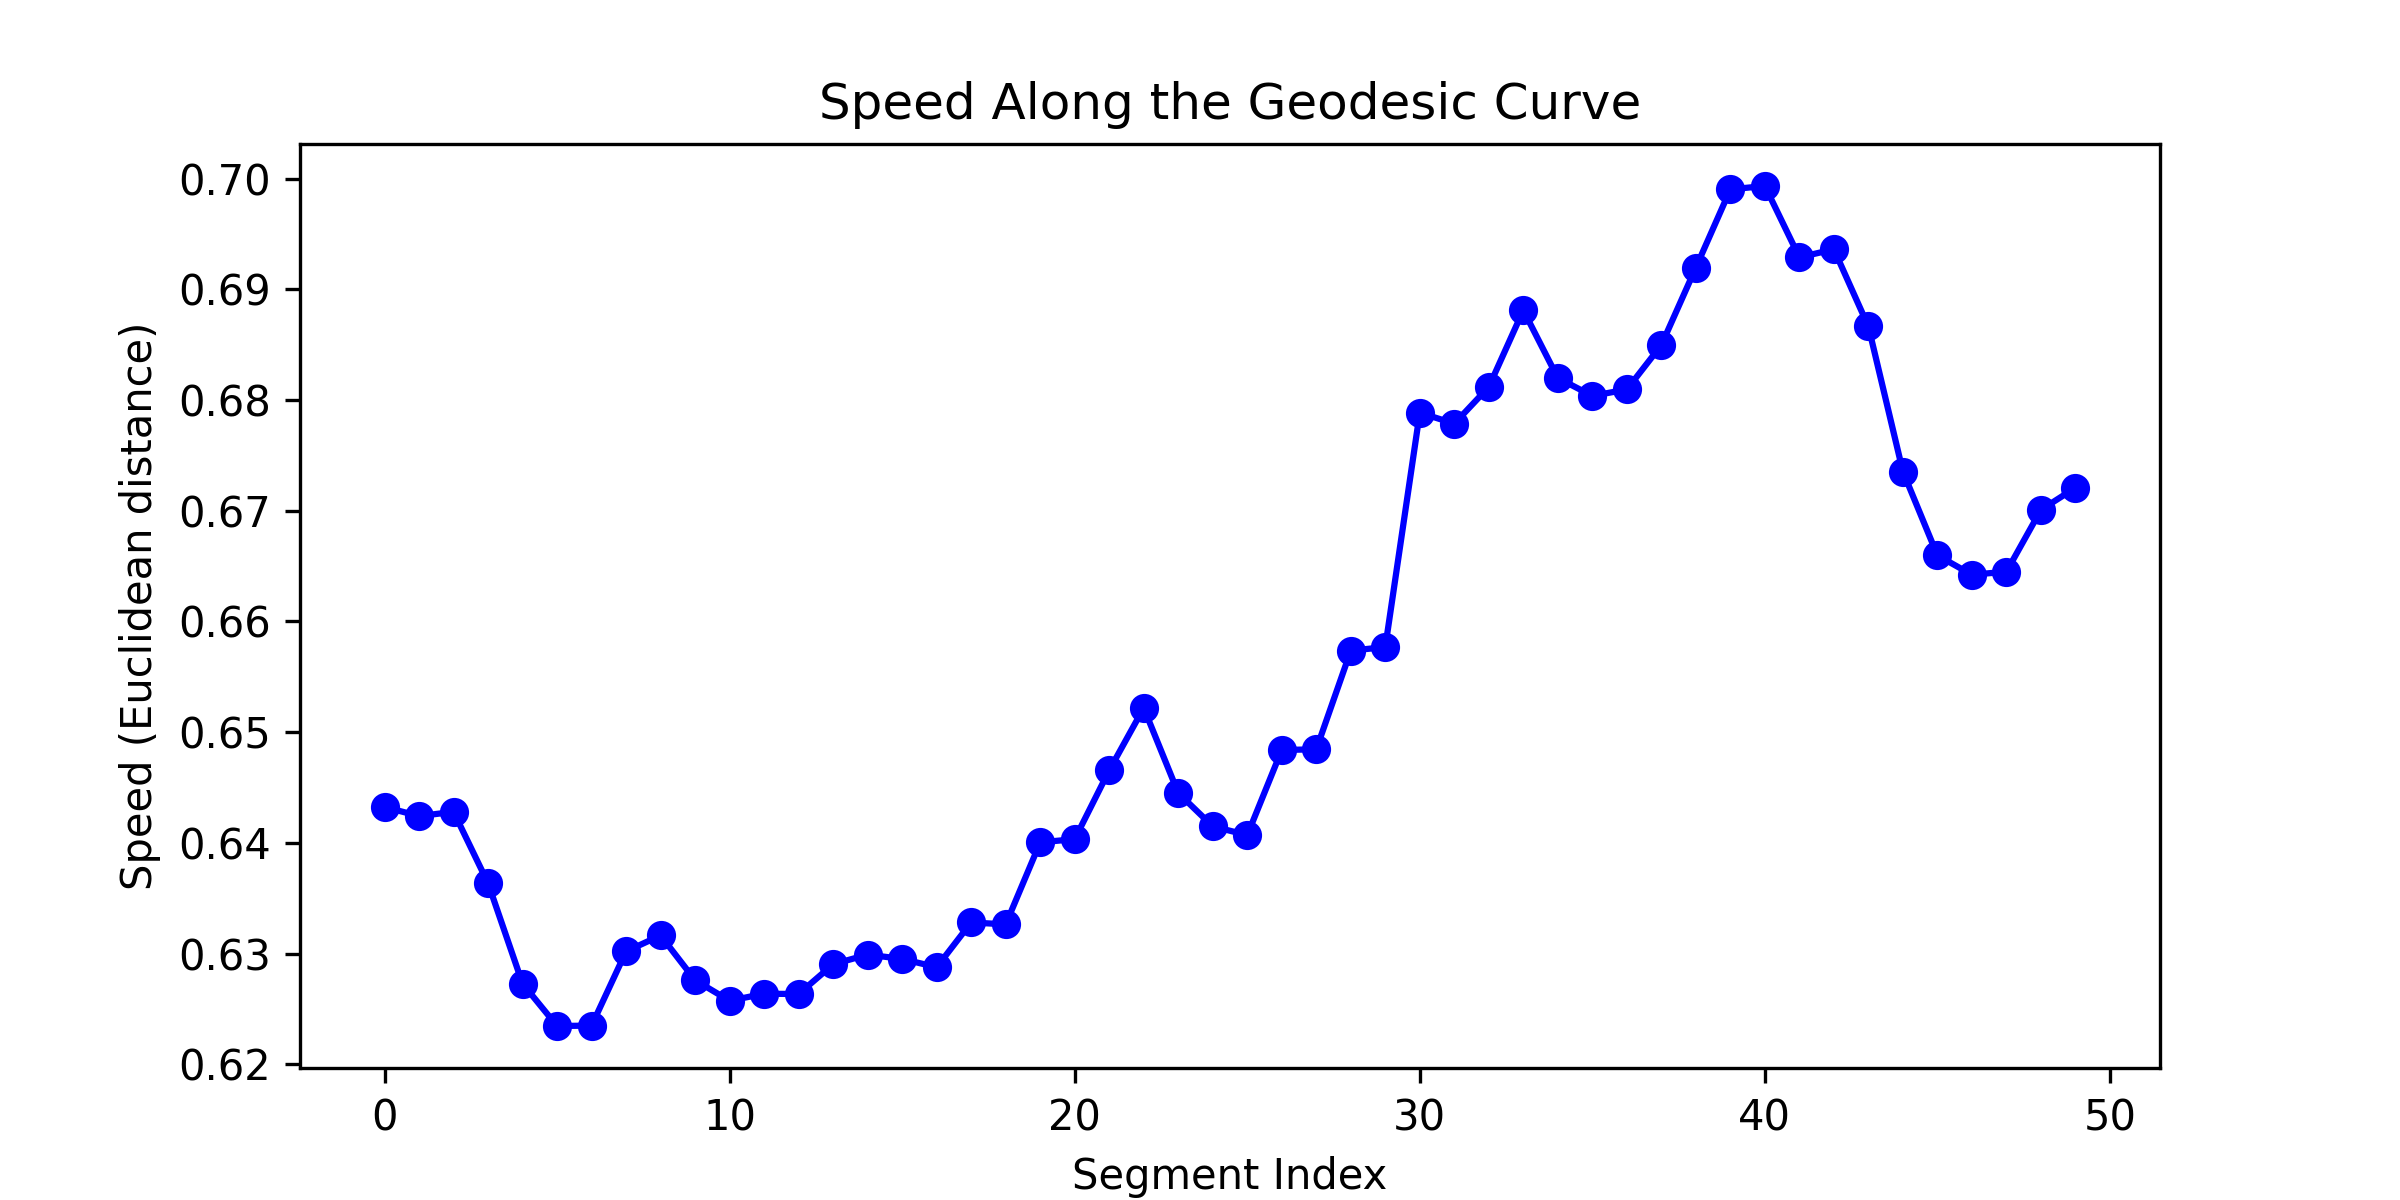 Speed Along the Geodesic Curve
Speed (Euclidean distance)
0.70
0.69
0.68
0.67
0.66
0.65
0.64
0.63
0.62
0 10 20 30 40 50
Segment Index